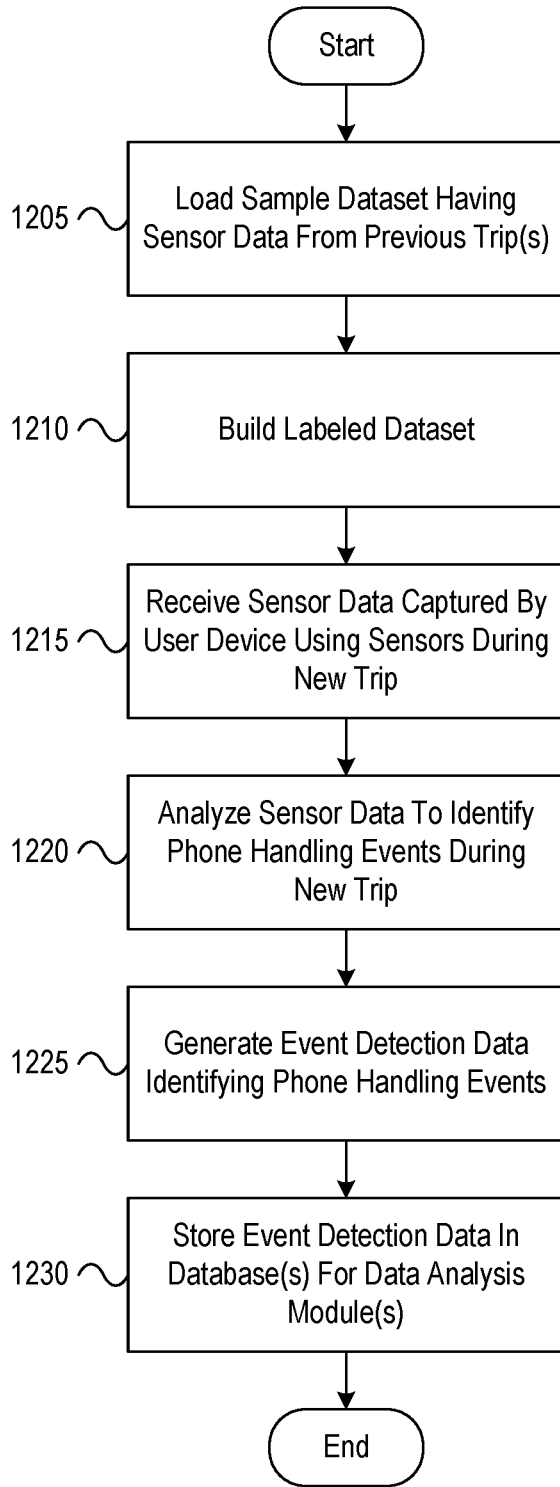 Start
1205
Load Sample Dataset Having
Sensor Data From Previous Trip(s)
1210
Build Labeled Dataset
1215
Receive Sensor Data Captured By
User Device Using Sensors During
New Trip
1220
Analyze Sensor Data To Identify
Phone Handling Events During
New Trip
1225
Generate Event Detection Data
Identifying Phone Handling Events
1230
Store Event Detection Data In
Database(s) For Data Analysis
Module(s)
End